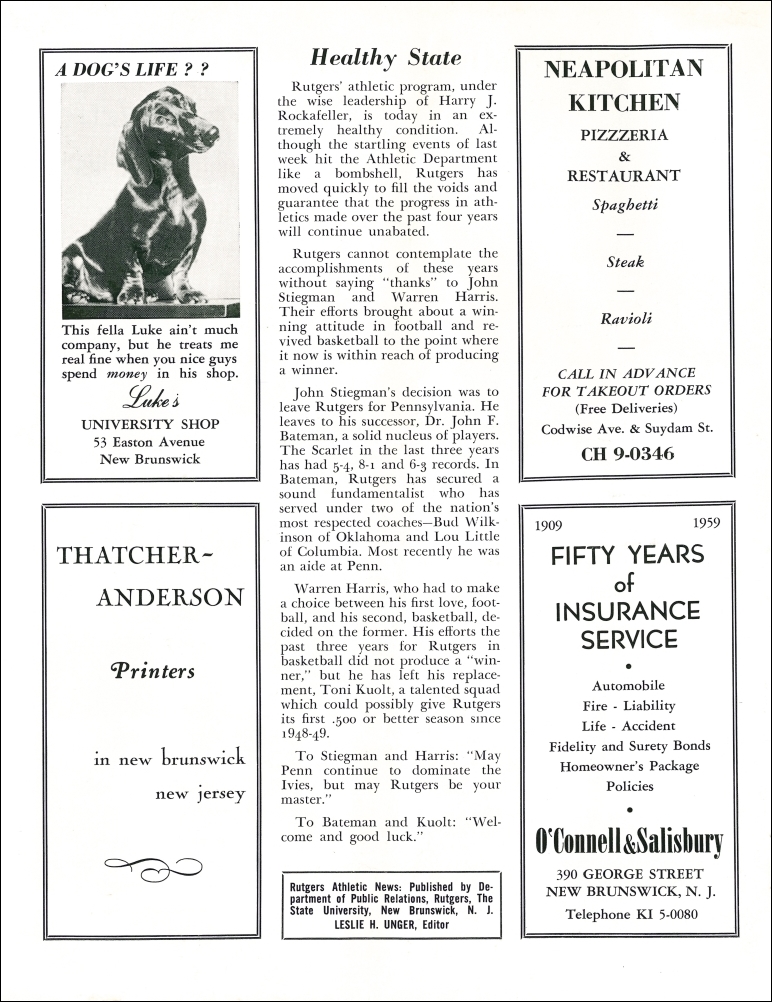 A DOG'S LIFE ? ?
This fella Luke ain't much
company, but he treats me
real fine when you nice guys
spend money in his shop.
Luke's
UNIVERSITY SHOP
53 Easton Avenue
New Brunswick
THATCHER-
ANDERSON
Printers
in new brunswick
new jersey
Healthy State
Rutgers' athletic program, under
the wise leadership of Harry J.
Rockafeller, is today in an ex-
tremely healthy condition. Al-
though the startling events of last
week hit the Athletic Department
like a bombshell, Rutgers has
moved quickly to fill the voids and
guarantee that the progress in ath-
letics made over the past four years
will continue unabated.
Rutgers cannot contemplate the
accomplishments of these years
without saying "thanks" to John
Stiegman and Warren Harris.
Their efforts brought about a win-
ning attitude in football and re-
vived basketball to the point where
it now is within reach of producing
a winner.
John Stiegman's decision was to
leave Rutgers for Pennsylvania. He
leaves to his successor, Dr. John F.
Bateman, a solid nucleus of players.
The Scarlet in the last three years
has had 5-4, 8-1 and 6-3 records. In
Bateman, Rutgers has secured a
sound fundamentalist who has
served under two of the nation's
most respected coaches—Bud Wilk-
inson of Oklahoma and Lou Little
of Columbia. Most recently he was
an aide at Penn.
Warren Harris, who had to make
a choice between his first love, foot-
ball, and his second, basketball, de-
cided on the former. His efforts the
past three years for Rutgers in
basketball did not produce a "win-
ner," but he has left his replace-
ment, Toni Kuolt, a talented squad
which could possibly give Rutgers
its first .500 or better season since
1948-49.
To Stiegman and Harris: "May
Penn continue to dominate the
Ivies, but may Rutgers be your
master."
To Bateman and Kuolt: "Wel-
come and good luck."
Rutgers Athletic News: Published by De-
partment of Public Relations, Rutgers, The
State University, New Brunswick, N. J.
LESLIE H. UNGER, Editor
NEAPOLITAN
KITCHEN
PIZZZERIA
&
RESTAURANT
Spaghetti
—
Steak
—
Ravioli
—
CALL IN ADVANCE
FOR TAKEOUT ORDERS
(Free Deliveries)
Codwise Ave. & Suydam St.
CH 9-0346
1909 1959
FIFTY YEARS
of
INSURANCE
SERVICE
•
Automobile
Fire - Liability
Life - Accident
Fidelity and Surety Bonds
Homeowner's Package
Policies
•
O'Connell & Salisbury
390 GEORGE STREET
NEW BRUNSWICK, N. J.
Telephone KI 5-0080